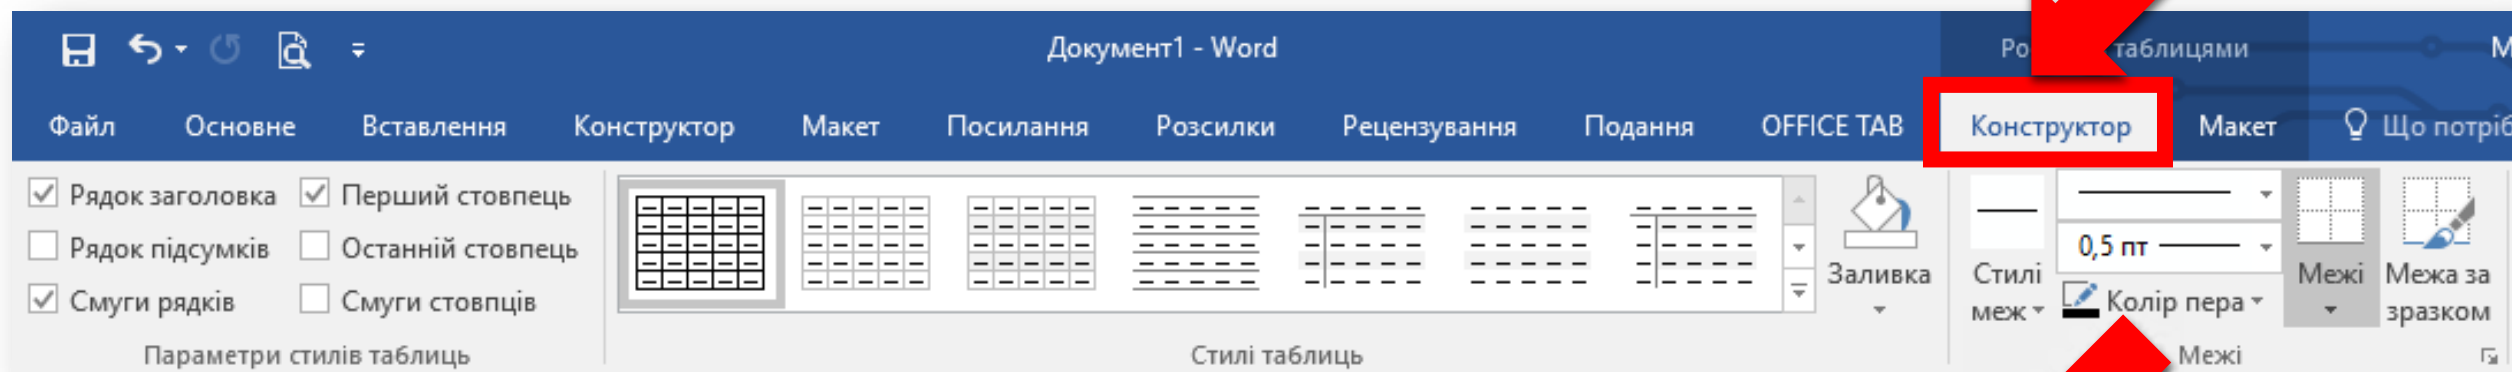 Документ1 - Word
таблицями
Файл Основне Вставлення Конструктор Макет Посилання Розсилки Рецензування Подання OFFICE TAB Конструктор Макет Що
Рядок заголовка Перший стовпець
Рядок підсумків Останній стовпець
Смуги рядків Смуги стовпців
Параметри стилів таблиць
Стилі таблиць
Заливка
Стилі меж
0,5 пт
Колір пера
Межі
Межа за зразком
Межі